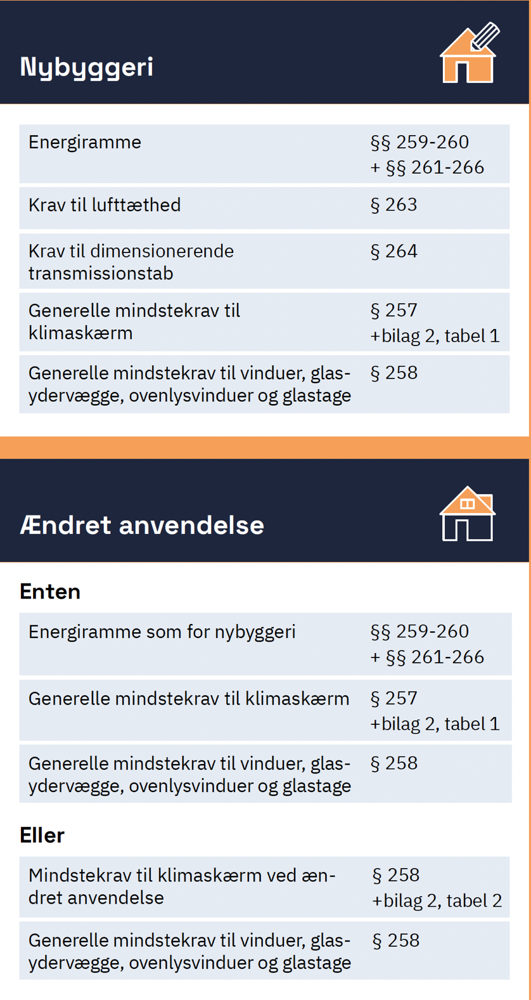 Nybyggeri
Energiramme §§ 259-260
+ §§ 261-266
Krav til lufttæthed § 263
Krav til dimensionerende § 264
transmissionstab
Generelle mindstekrav til § 257
klimaskærm +bilag 2, tabel 1
Generelle mindstekrav til vinduer, glas- § 258
ydervægge, ovenlysvinduer og glastage
Ændret anvendelse
Enten
Energiramme som for nybyggeri §§ 259-260
+ §§ 261-266
Generelle mindstekrav til klimaskærm § 257
+bilag 2, tabel 1
Generelle mindstekrav til vinduer, glas- § 258
ydervægge, ovenlysvinduer og glastage
Eller
Mindstekrav til klimaskærm ved æn- § 258
dret anvendelse +bilag 2, tabel 2
Generelle mindstekrav til vinduer, glas- § 258
ydervægge, ovenlysvinduer og glastage